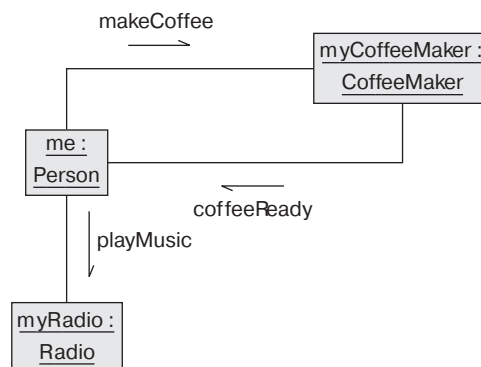 makeCoffee
myCoffeeMaker :
CoffeeMaker
me :
Person
coffeeReady
playMusic
myRadio :
Radio